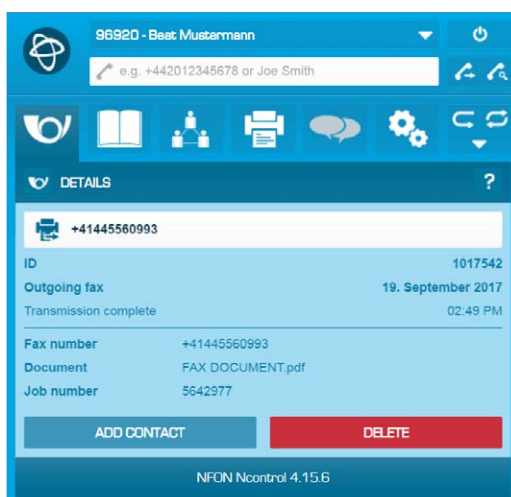 96920 - Beat Mustermann
e.g. +442012345678 or Joe Smith
DETAILS ?
+41445560993
ID 1017542
Outgoing fax 19. September 2017
Transmission complete 02:49 PM
Fax number +41445560993
Document FAX DOCUMENT.pdf
Job number 5642977
ADD CONTACT DELETE
NFON Ncontrol 4.15.6